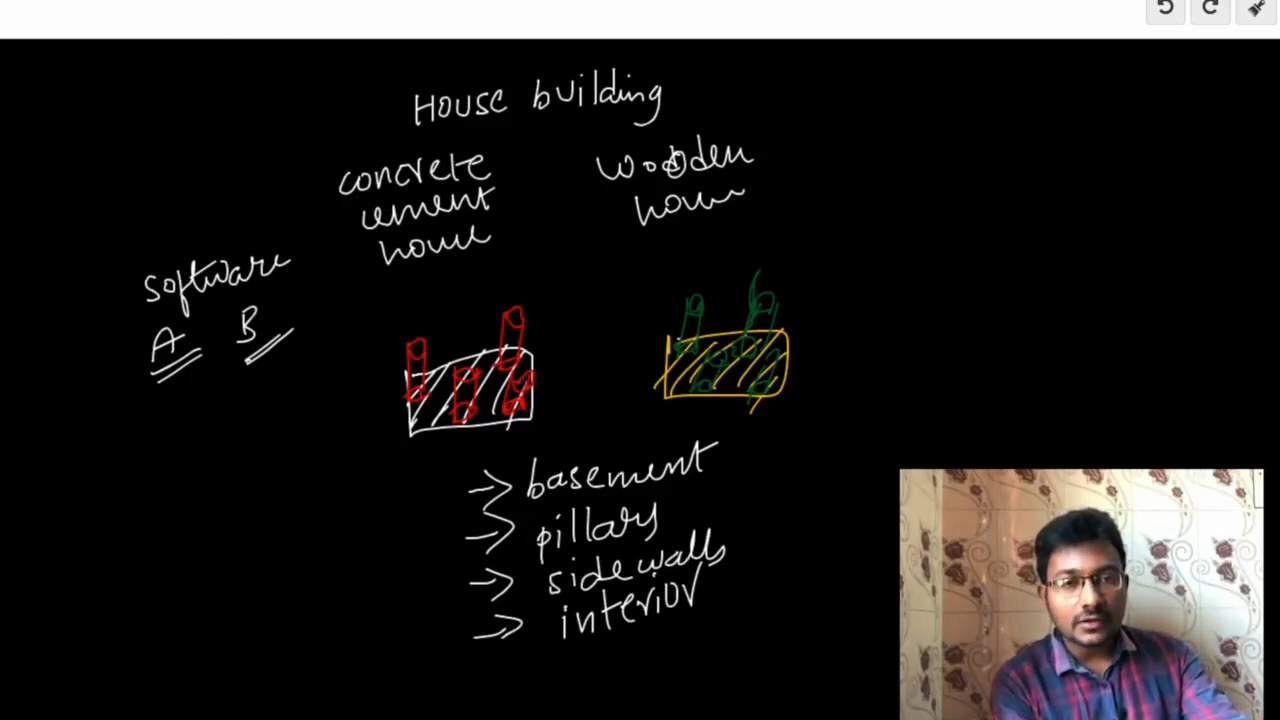 House building
concrete
cement
house
wooden
house
software
A B
→ basement
→ pillars
→ sidewalls
→ interior